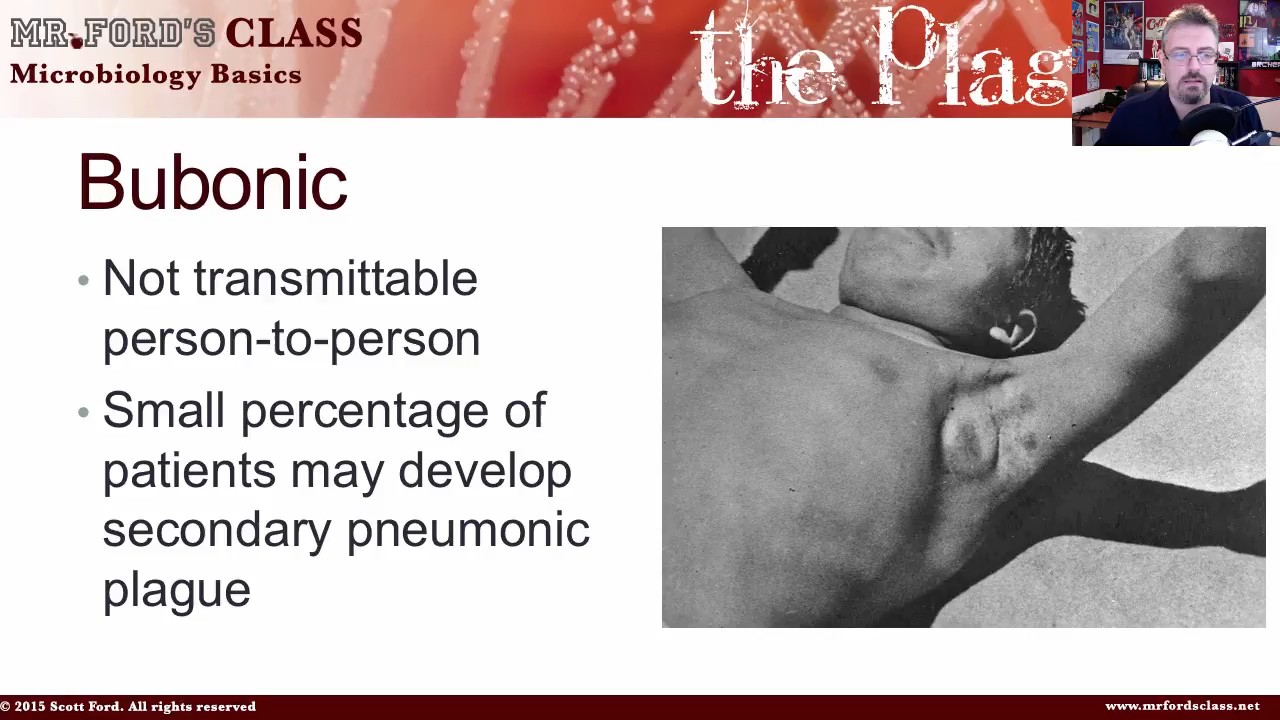 MR. FORD'S CLASS
Microbiology Basics
the Plag
Bubonic
• Not transmittable
person-to-person
• Small percentage of
patients may develop
secondary pneumonic
plague
© 2015 Scott Ford. All rights reserved
www.mrfordsclass.net